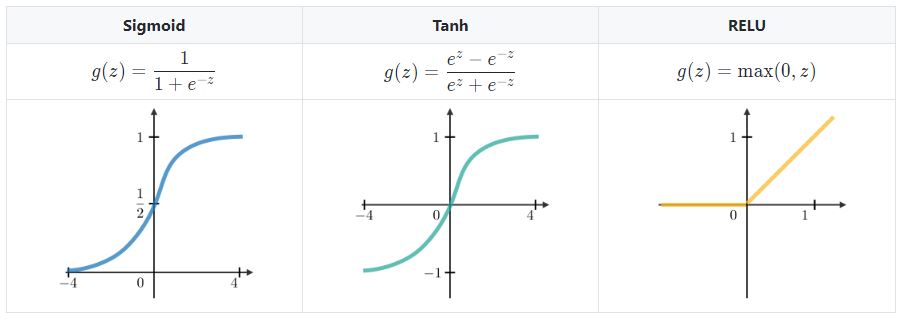 Sigmoid
Tanh
RELU
g(z) = 1 / (1 + e^{-z})
g(z) = (e^z − e^{-z}) / (e^z + e^{-z})
g(z) = max(0, z)
1
1/2
−4
0
4
1
−4
0
4
−1
1
0
1